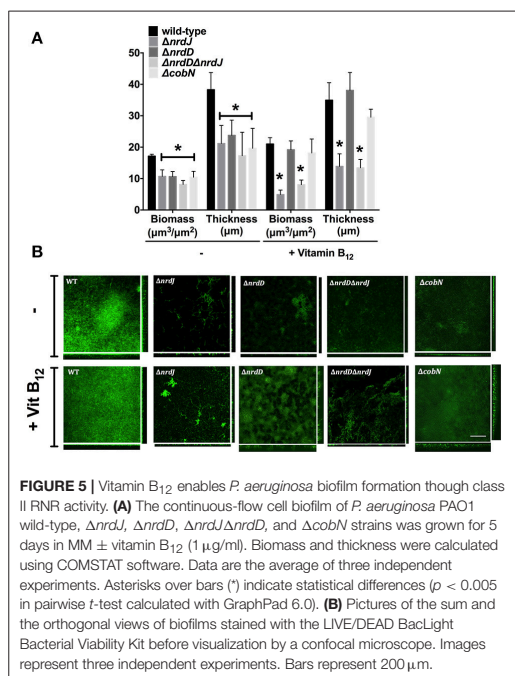 A
wild-type
ΔnrdJ
ΔnrdD
ΔnrdDΔnrdJ
ΔcobN
50
40
30
20
10
0
*
*
*
*
*
*
Biomass Thickness Biomass Thickness
(µm³/µm²) (µm) (µm³/µm²) (µm)
- + Vitamin B₁₂
B
-
WT ΔnrdJ ΔnrdD ΔnrdDΔnrdJ ΔcobN
+ Vit B₁₂
WT ΔnrdJ ΔnrdD ΔnrdDΔnrdJ ΔcobN
FIGURE 5 | Vitamin B₁₂ enables P. aeruginosa biofilm formation though class
II RNR activity. (A) The continuous-flow cell biofilm of P. aeruginosa PAO1
wild-type, ΔnrdJ, ΔnrdD, ΔnrdJΔnrdD, and ΔcobN strains was grown for 5
days in MM ± vitamin B₁₂ (1 µg/ml). Biomass and thickness were calculated
using COMSTAT software. Data are the average of three independent
experiments. Asterisks over bars (*) indicate statistical differences (p < 0.005
in pairwise t-test calculated with GraphPad 6.0). (B) Pictures of the sum and
the orthogonal views of biofilms stained with the LIVE/DEAD BacLight
Bacterial Viability Kit before visualization by a confocal microscope. Images
represent three independent experiments. Bars represent 200 µm.